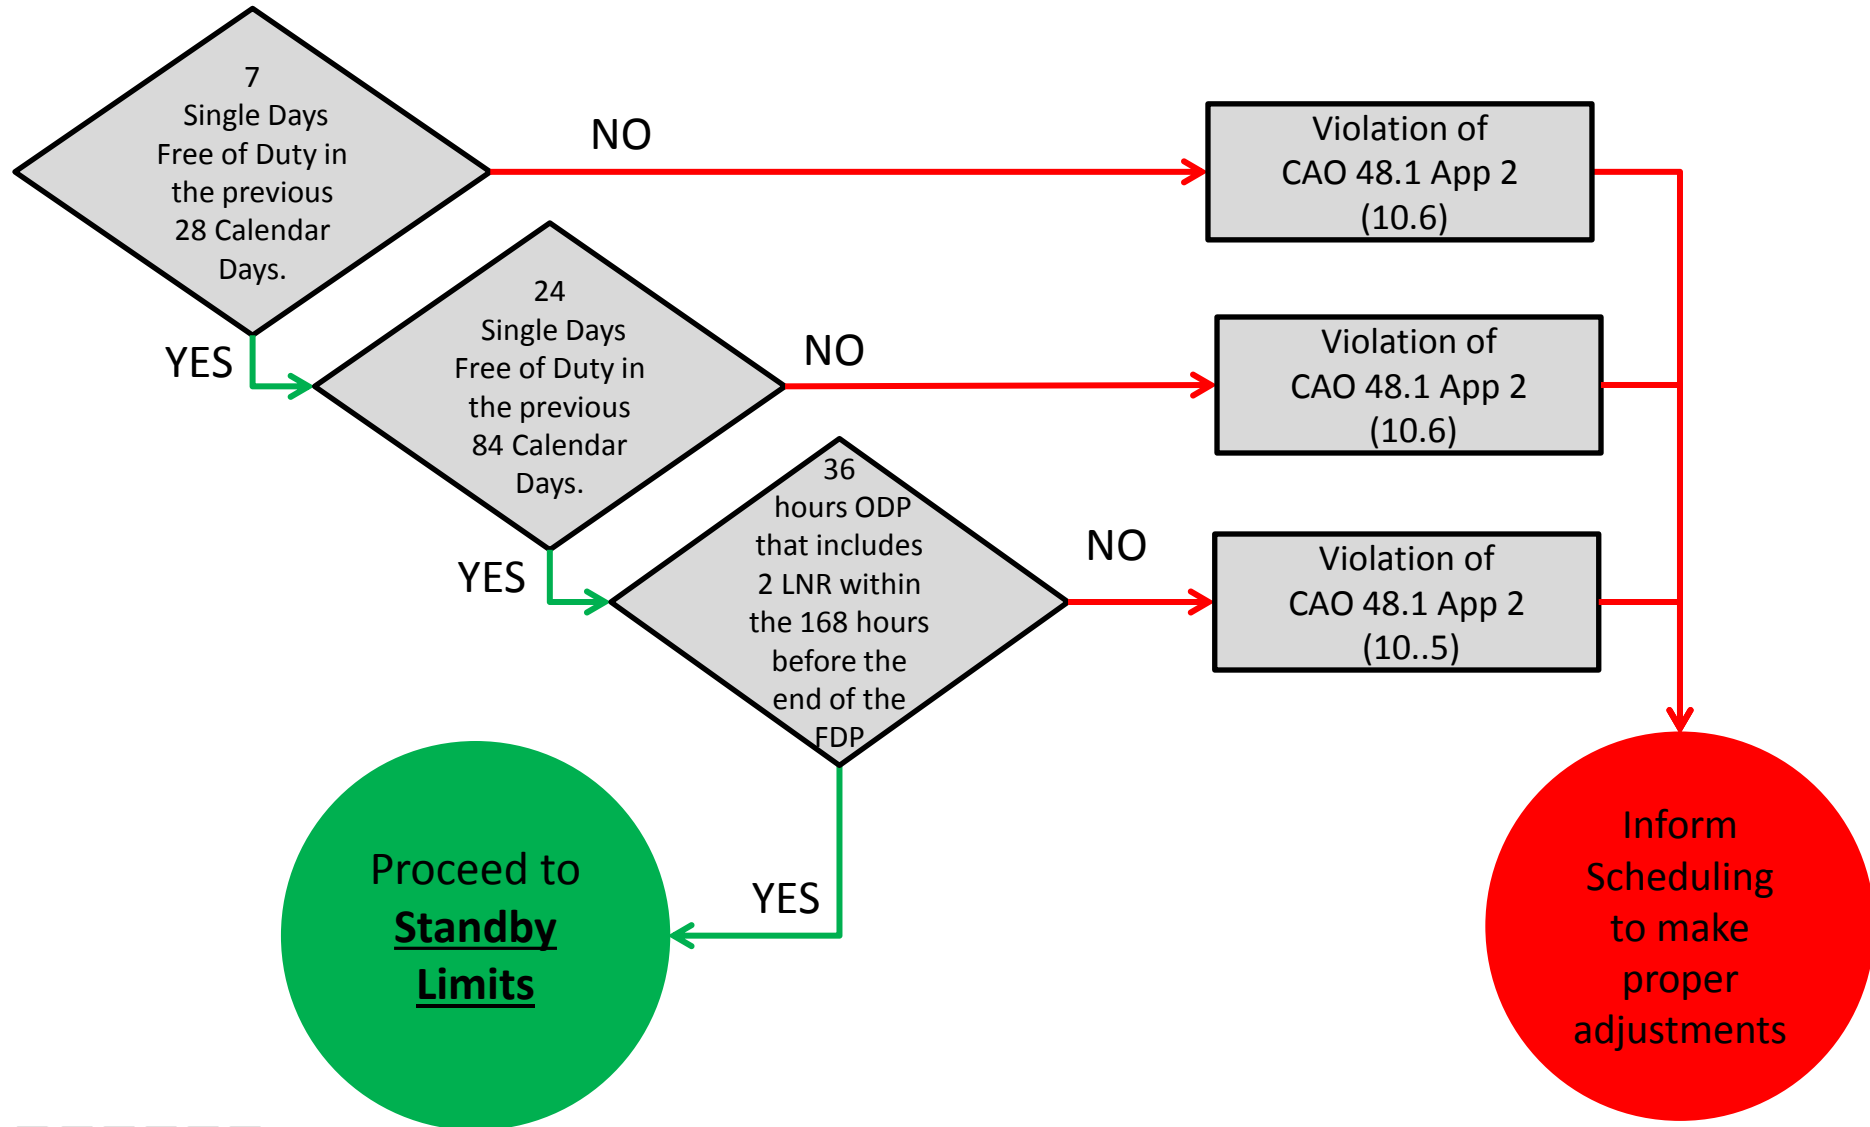 7
Single Days
Free of Duty in
the previous
28 Calendar
Days.
NO
Violation of
CAO 48.1 App 2
(10.6)
YES
24
Single Days
Free of Duty in
the previous
84 Calendar
Days.
NO
Violation of
CAO 48.1 App 2
(10.6)
YES
36
hours ODP
that includes
2 LNR within
the 168 hours
before the
end of the
FDP
NO
Violation of
CAO 48.1 App 2
(10..5)
YES
Proceed to
Standby
Limits
Inform
Scheduling
to make
proper
adjustments